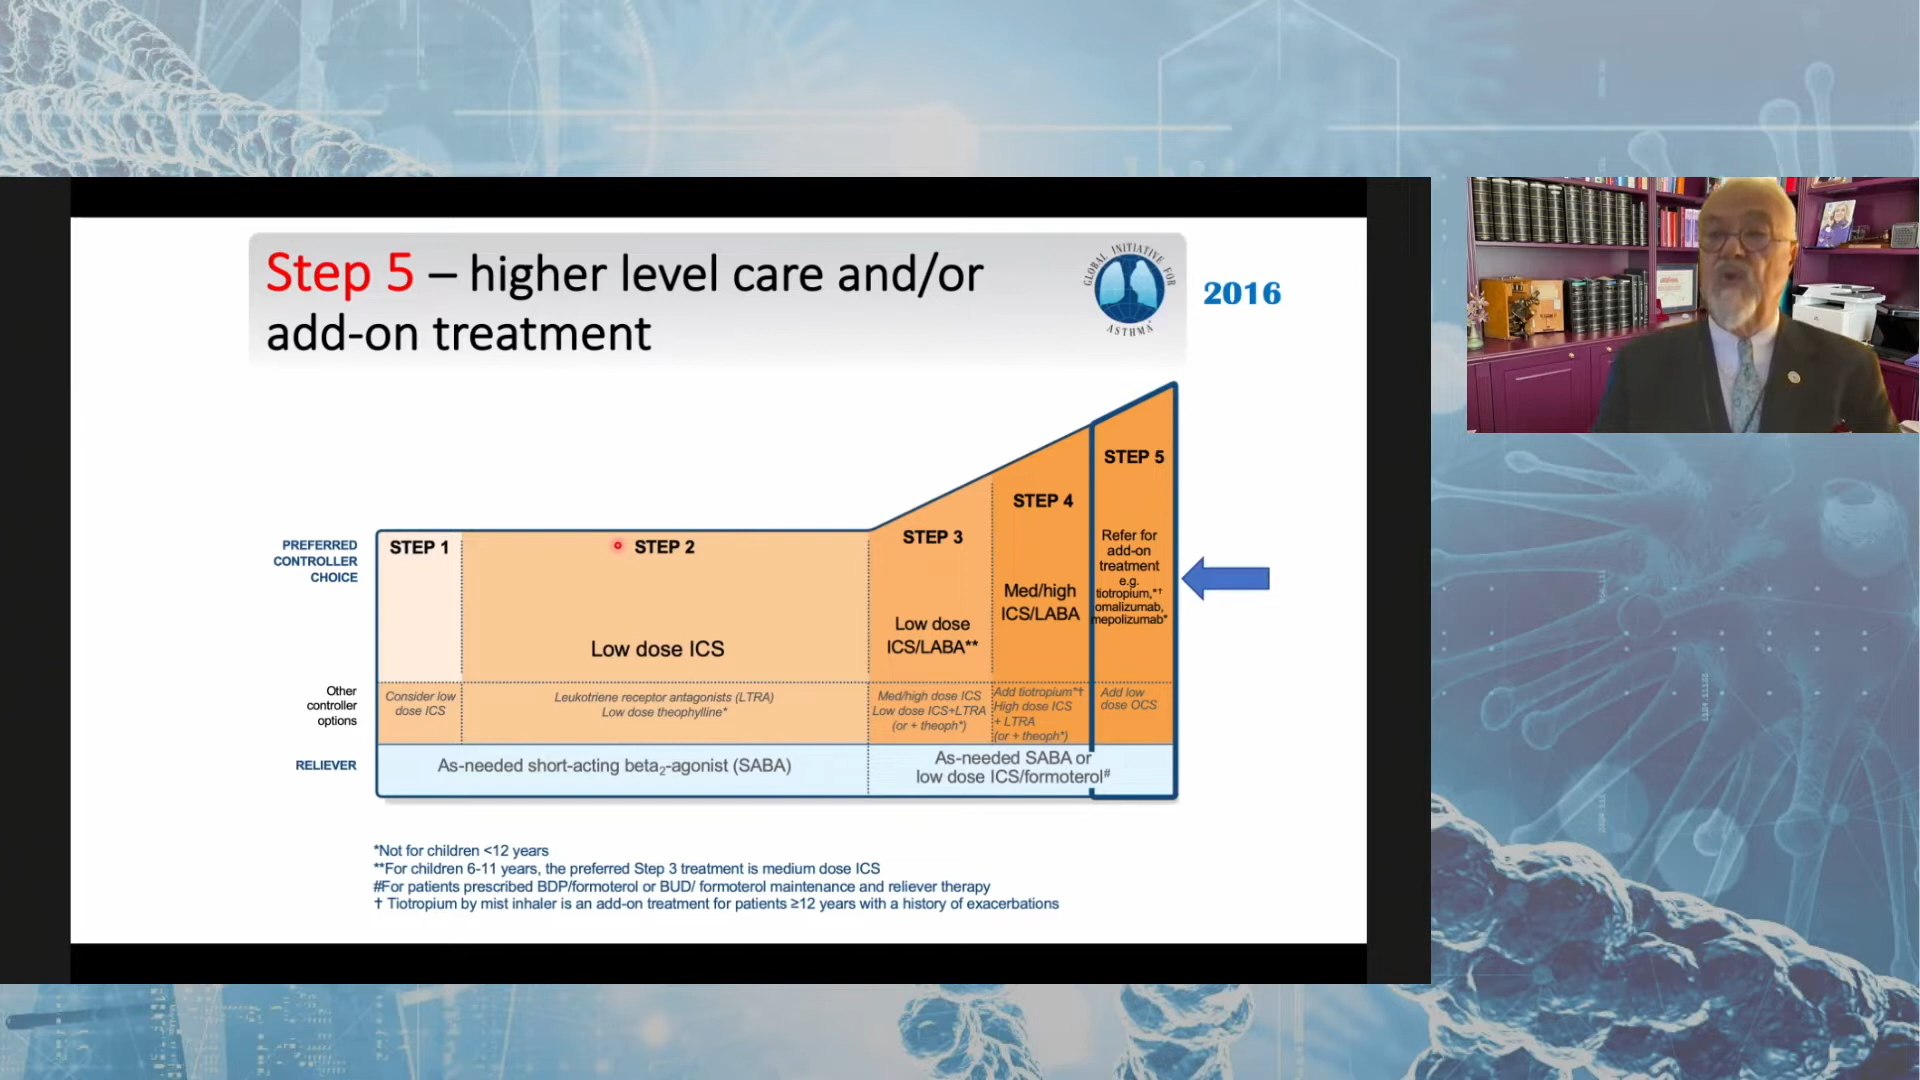 Step 5 – higher level care and/or
add-on treatment
GLOBAL INITIATIVE FOR
ASTHMA
2016
PREFERRED
CONTROLLER
CHOICE
STEP 1
STEP 2
Low dose ICS
STEP 3
Low dose
ICS/LABA**
STEP 4
Med/high
ICS/LABA
STEP 5
Refer for
add-on
treatment
e.g.
tiotropium,*†
omalizumab,
mepolizumab*
Other
controller
options
Consider low
dose ICS
Leukotriene receptor antagonists (LTRA)
Low dose theophylline*
Med/high dose ICS
Low dose ICS+LTRA
(or + theoph*)
Add tiotropium*†
High dose ICS
+ LTRA
(or + theoph*)
Add low
dose OCS
RELIEVER
As-needed short-acting beta2-agonist (SABA)
As-needed SABA or
low dose ICS/formoterol#
*Not for children <12 years
**For children 6-11 years, the preferred Step 3 treatment is medium dose ICS
#For patients prescribed BDP/formoterol or BUD/ formoterol maintenance and reliever therapy
† Tiotropium by mist inhaler is an add-on treatment for patients ≥12 years with a history of exacerbations